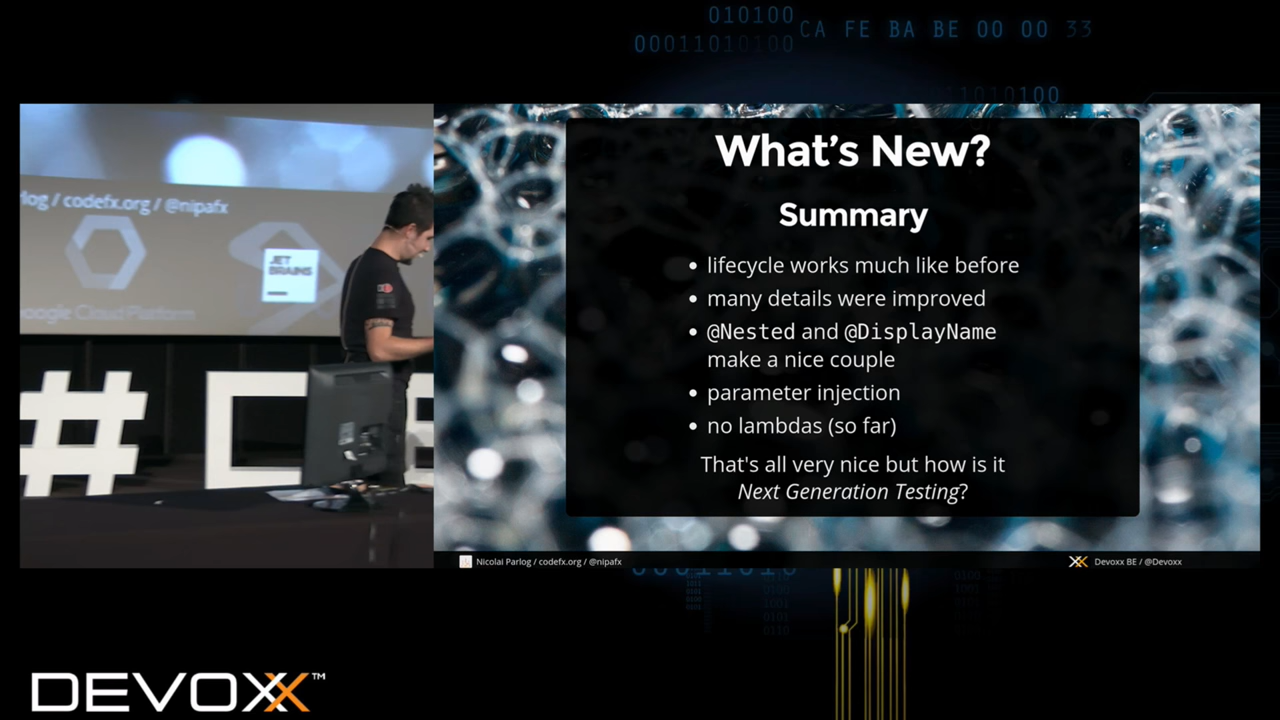 010100
00011010100
CA FE BA BE 00 00 33
1010100
log / codefx.org / @nipafx
Google Cloud Platform
JET
BRAINS
#
What's New?
Summary
• lifecycle works much like before
• many details were improved
• @Nested and @DisplayName
make a nice couple
• parameter injection
• no lambdas (so far)
That's all very nice but how is it
Next Generation Testing?
Nicolai Parlog / codefx.org / @nipafx
Devoxx BE / @Devoxx
DEVOXX™